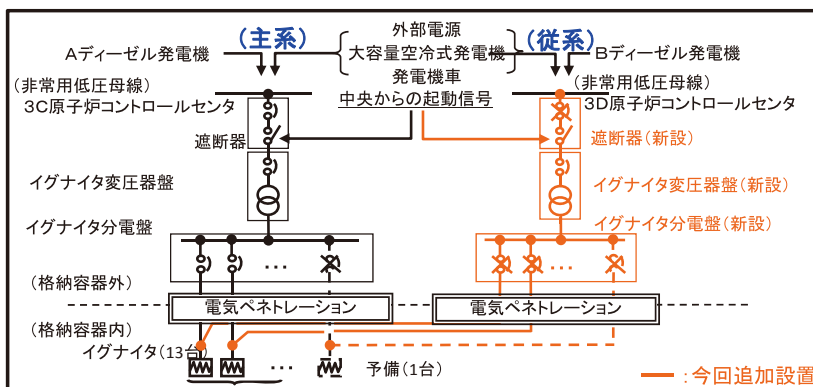 外部電源
(主系)
(従系)
Aディーゼル発電機
大容量空冷式発電機
Bディーゼル発電機
発電機車
(非常用低圧母線)
(非常用低圧母線)
3C原子炉コントロールセンタ
中央からの起動信号
3D原子炉コントロールセンタ
遮断器
遮断器(新設)
イグナイタ変圧器盤
イグナイタ変圧器盤(新設)
イグナイタ分電盤
イグナイタ分電盤(新設)
…
…
(格納容器外)
電気ペネトレーション
電気ペネトレーション
(格納容器内)
イグナイタ(13台)
…
予備(1台)
:今回追加設置